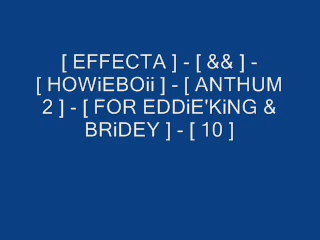 [ EFFECTA ] - [ && ] -
[ HOWiEBOii ] - [ ANTHUM
2 ] - [ FOR EDDiE'KiNG &
BRiDEY ] - [ 10 ]